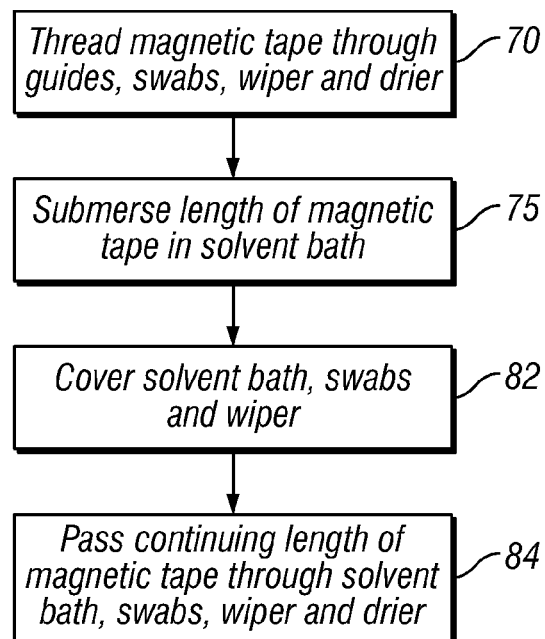 Thread magnetic tape through
guides, swabs, wiper and drier
70
Submerse length of magnetic
tape in solvent bath
75
Cover solvent bath, swabs
and wiper
82
Pass continuing length of
magnetic tape through solvent
bath, swabs, wiper and drier
84